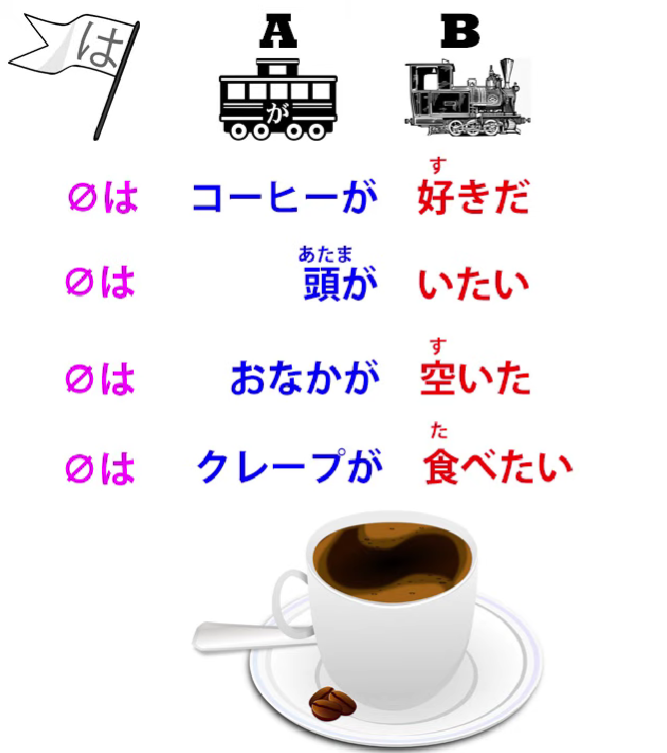 は A B
が
∅は コーヒーが 好きだ
す
∅は 頭が いたい
あたま
∅は おなかが 空いた
す
∅は クレープが 食べたい
た